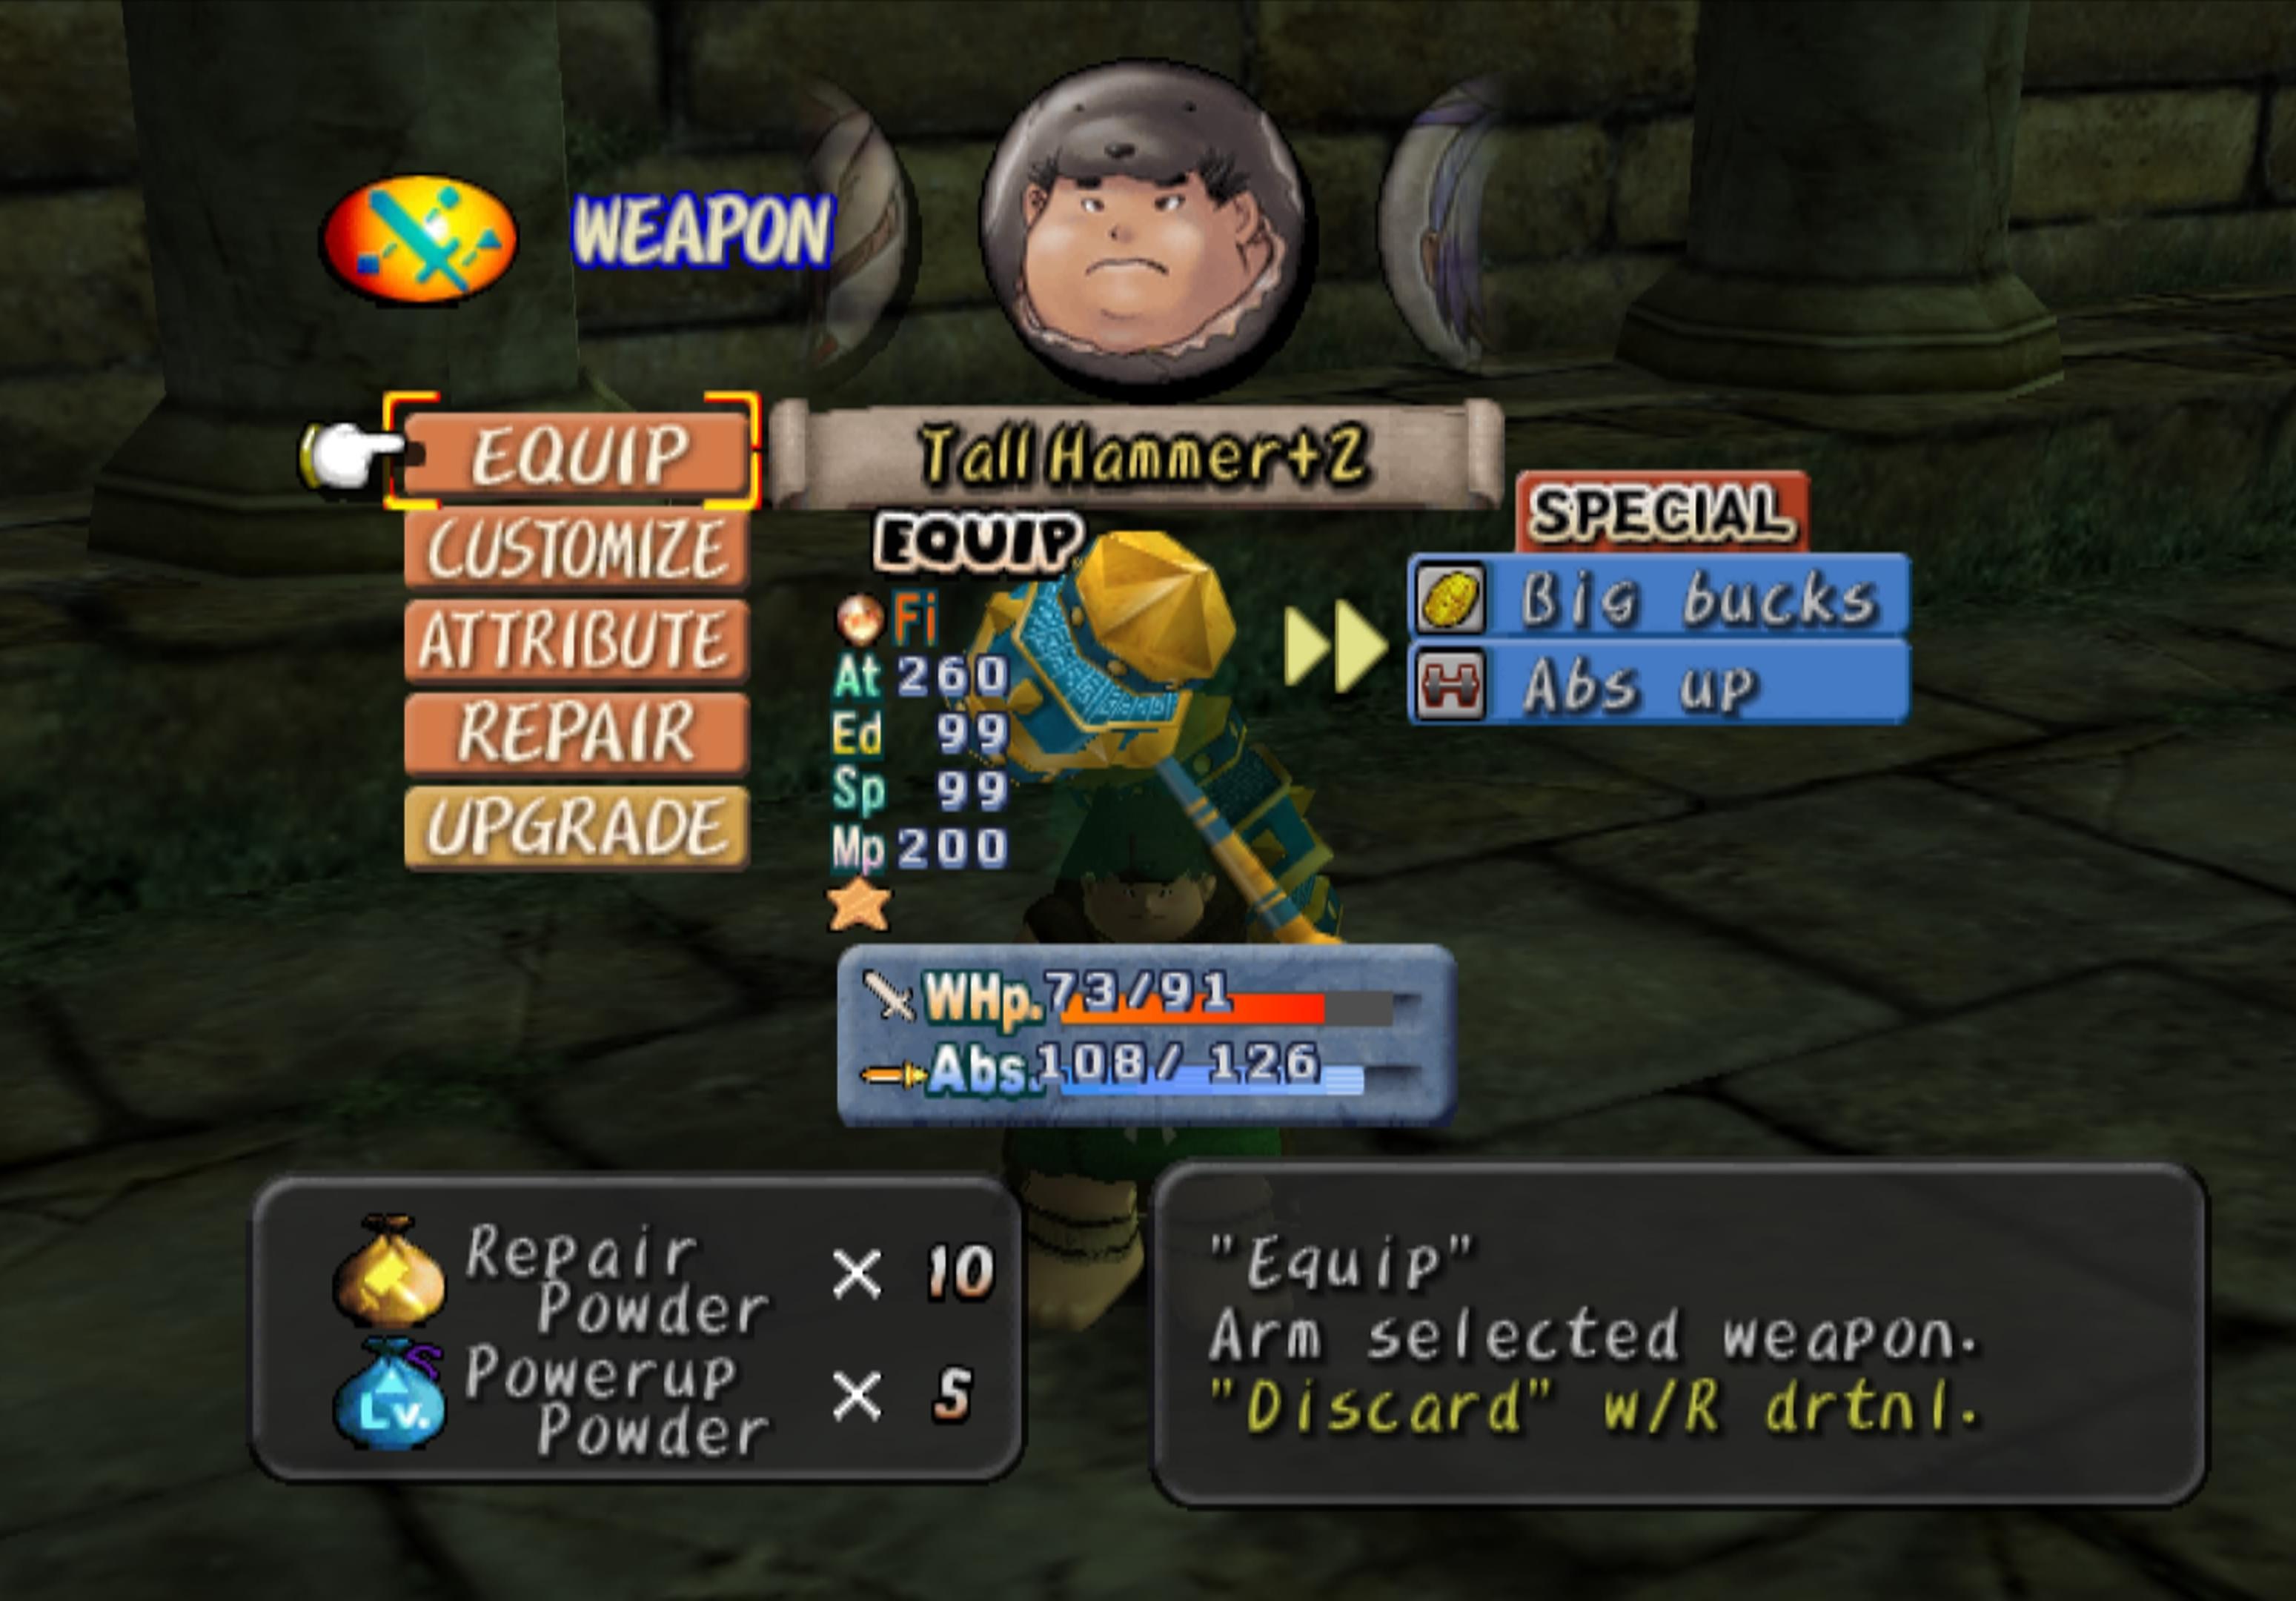 WEAPON
EQUIP
CUSTOMIZE
ATTRIBUTE
REPAIR
UPGRADE
Tall Hammer+2
EQUIP
Fi
At 260
Ed 99
Sp 99
Mp 200
SPECIAL
Big bucks
Abs up
WHp. 73/91
Abs. 108/ 126
Repair
Powder × 10
Powerup
Powder × 5
Lv.
"Equip"
Arm selected weapon.
"Discard" w/R drtnl.